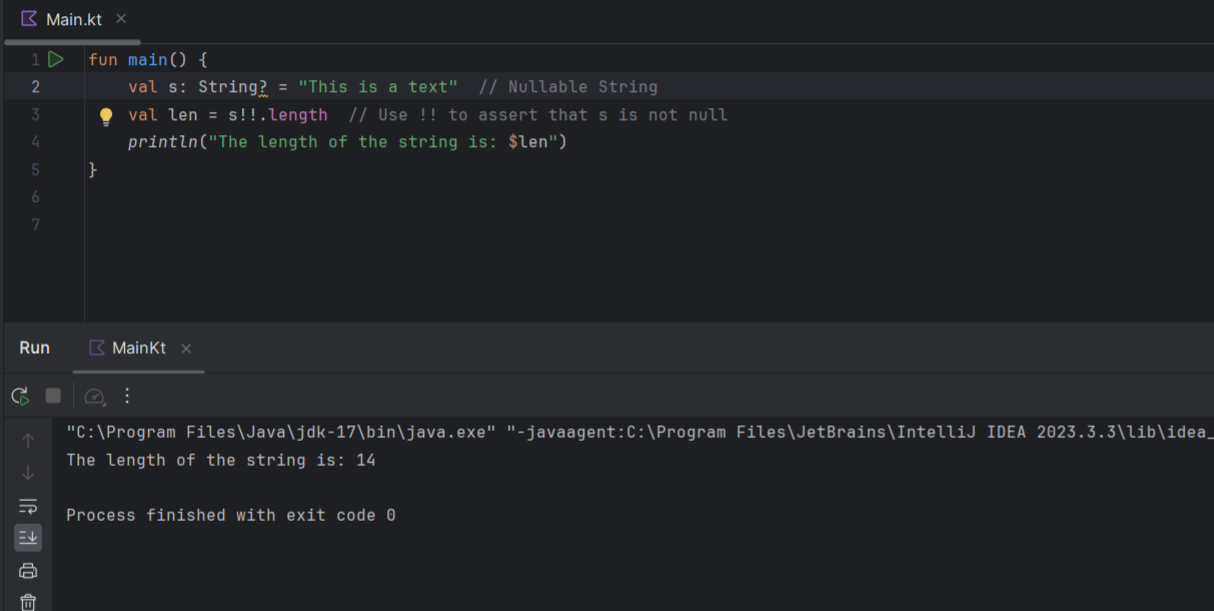 Main.kt
1 fun main() {
2 val s: String? = "This is a text"  // Nullable String
3 val len = s!!.length  // Use !! to assert that s is not null
4 println("The length of the string is: $len")
5 }
6
7
Run MainKt
"C:\Program Files\Java\jdk-17\bin\java.exe" "-javaagent:C:\Program Files\JetBrains\IntelliJ IDEA 2023.3.3\lib\idea_
The length of the string is: 14
Process finished with exit code 0